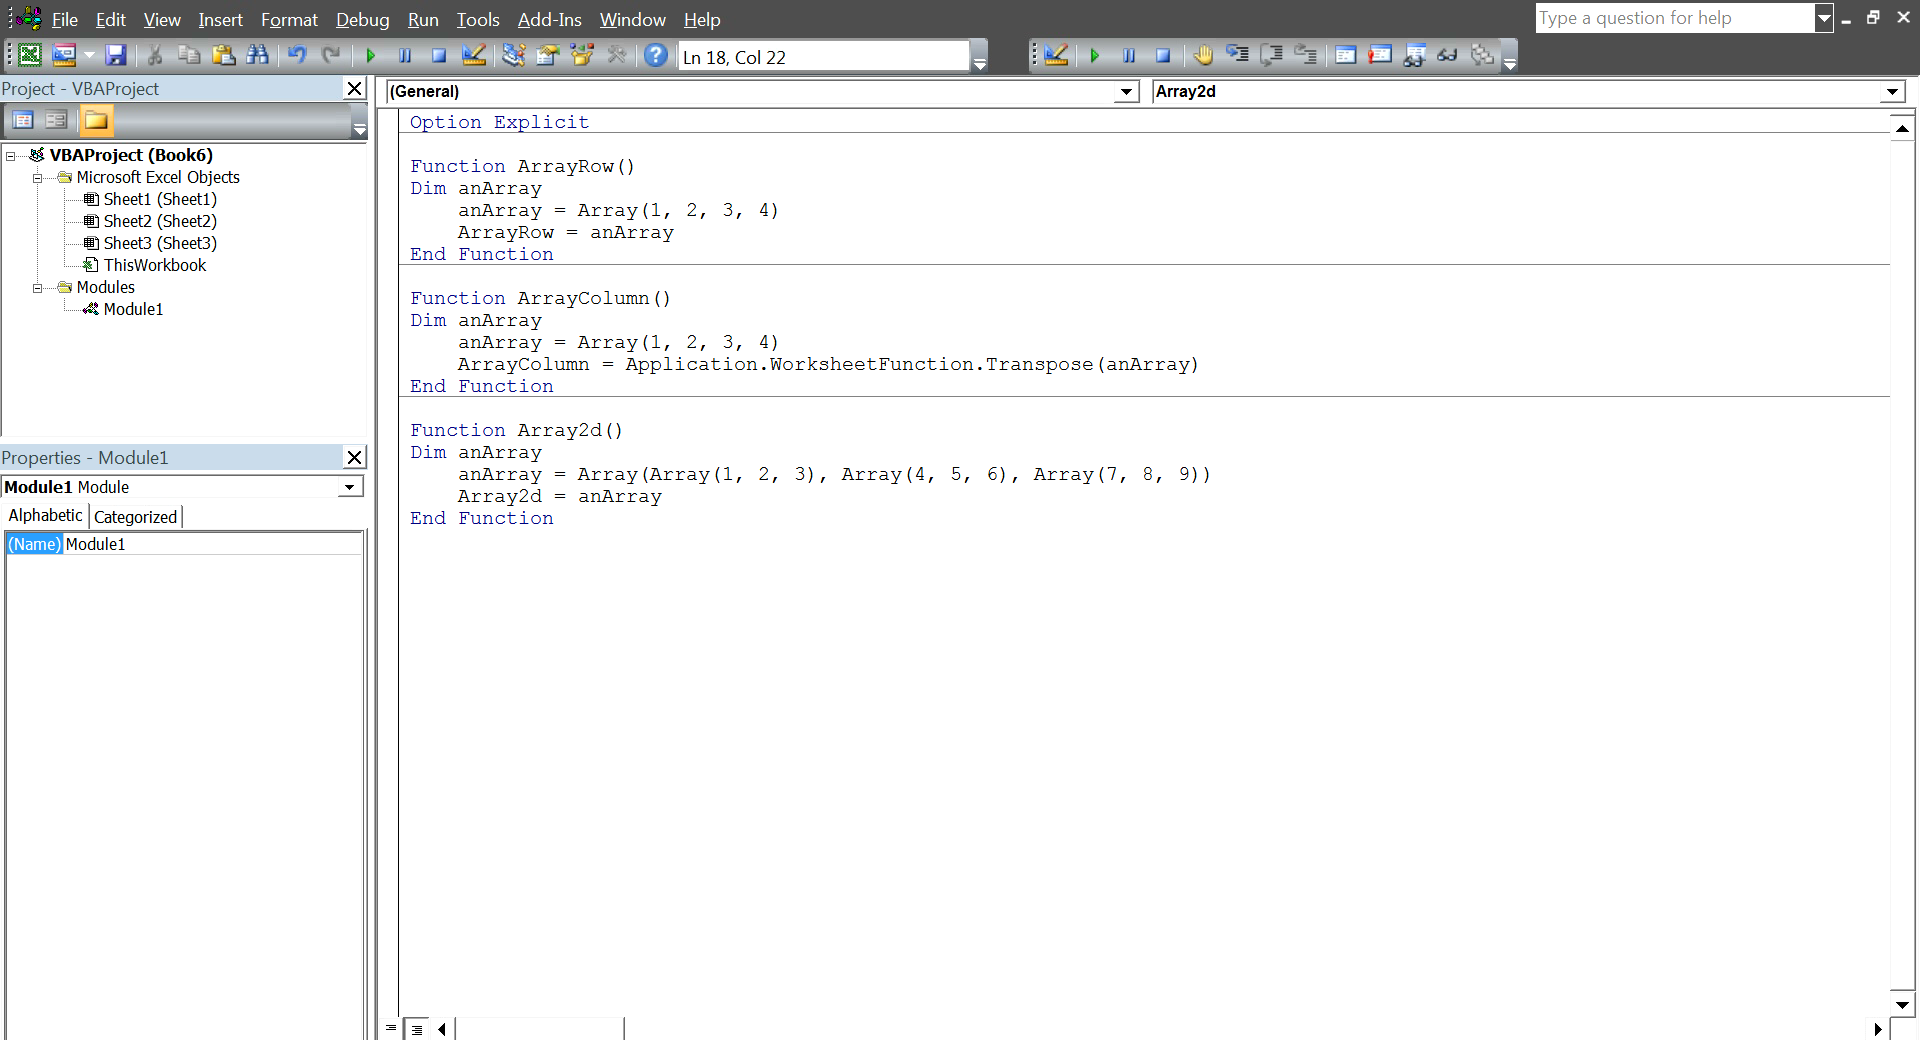 File Edit View Insert Format Debug Run Tools Add-Ins Window Help
Type a question for help
Ln 18, Col 22
Project - VBAProject
(General)
Array2d
VBAProject (Book6)
Microsoft Excel Objects
Sheet1 (Sheet1)
Sheet2 (Sheet2)
Sheet3 (Sheet3)
ThisWorkbook
Modules
Module1
Properties - Module1
Module1 Module
Alphabetic Categorized
(Name) Module1
Option Explicit
Function ArrayRow()
Dim anArray
    anArray = Array(1, 2, 3, 4)
    ArrayRow = anArray
End Function
Function ArrayColumn()
Dim anArray
    anArray = Array(1, 2, 3, 4)
    ArrayColumn = Application.WorksheetFunction.Transpose(anArray)
End Function
Function Array2d()
Dim anArray
    anArray = Array(Array(1, 2, 3), Array(4, 5, 6), Array(7, 8, 9))
    Array2d = anArray
End Function